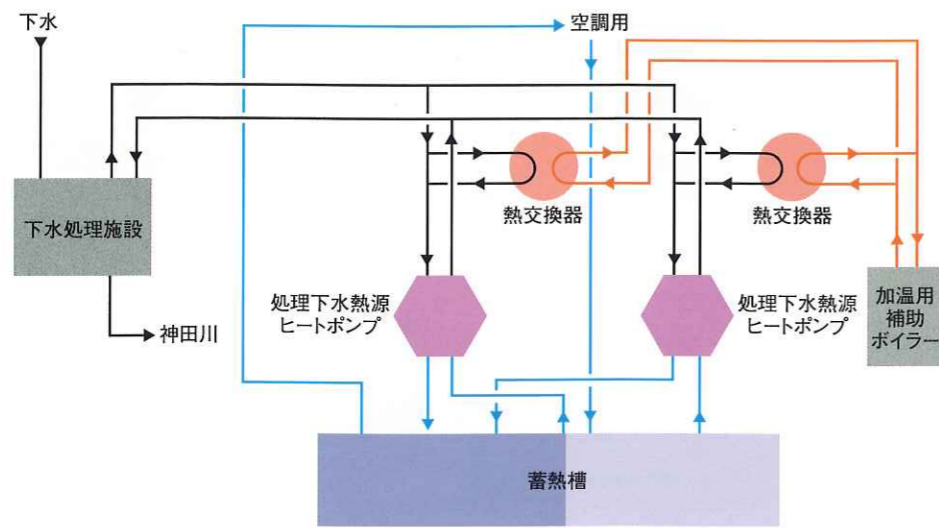 下水
空調用
下水処理施設
熱交換器
熱交換器
処理下水熱源
ヒートポンプ
処理下水熱源
ヒートポンプ
加温用
補助
ボイラー
神田川
蓄熱槽